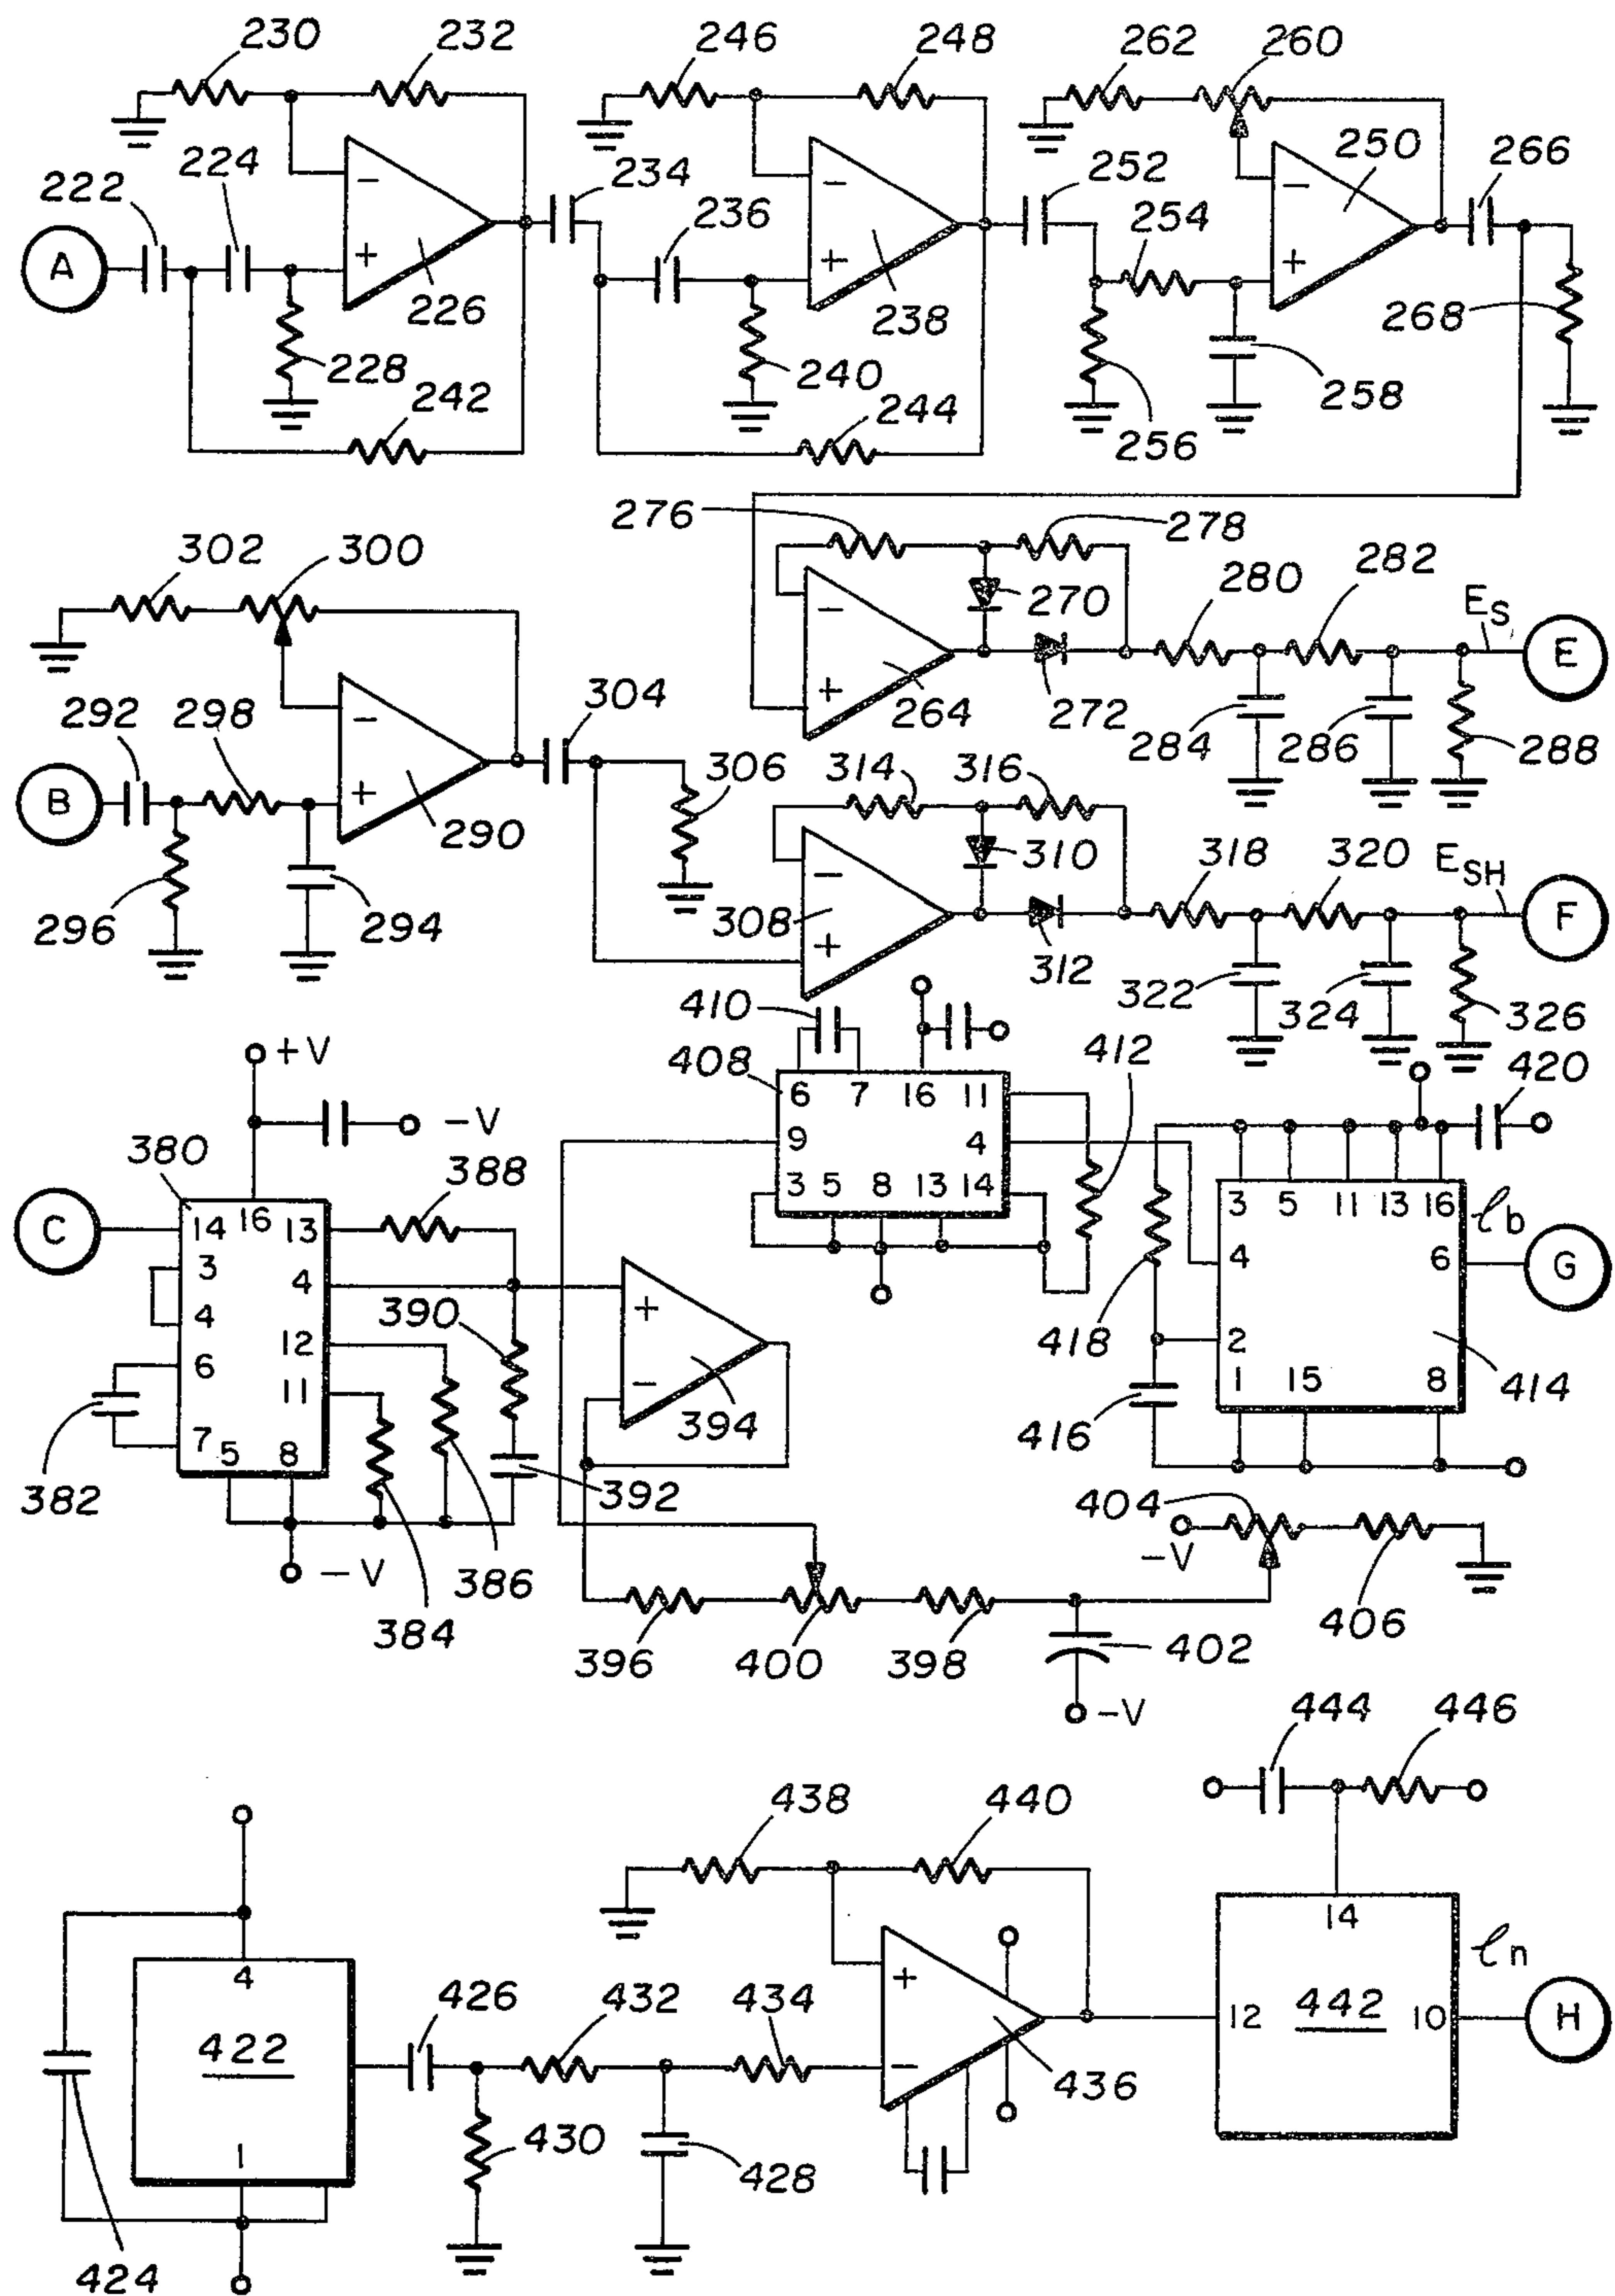 230 232 246 248 262 260
222 224 234 236 252 254 250 266
A
− + 226
− + 238
− +
228 240 258 268
242 244 256
276 278
302 300 270 280 282
E_S E
− + 264 272 284 286 288
292 298 304 306
B
− + 290
296 294
314 316
− + 308 310 312 318 320
E_SH F
322 324 326
410 408 412 420
+V −V
6 7 16 11
9 4
3 5 8 13 14
380 388
C
14 16 13
3 4
4 12
6 11
7 5 8
382 390 392 386 384
−V
+ − 394
418 416
3 5 11 13 16
4 6
2
1 15 8
414
ℓb G
404 −V 406
396 400 398 402
−V
444 446
438 440
4
422
1
424
426 432 434
430 428
+ − 436
14
12 442 10
ℓn H